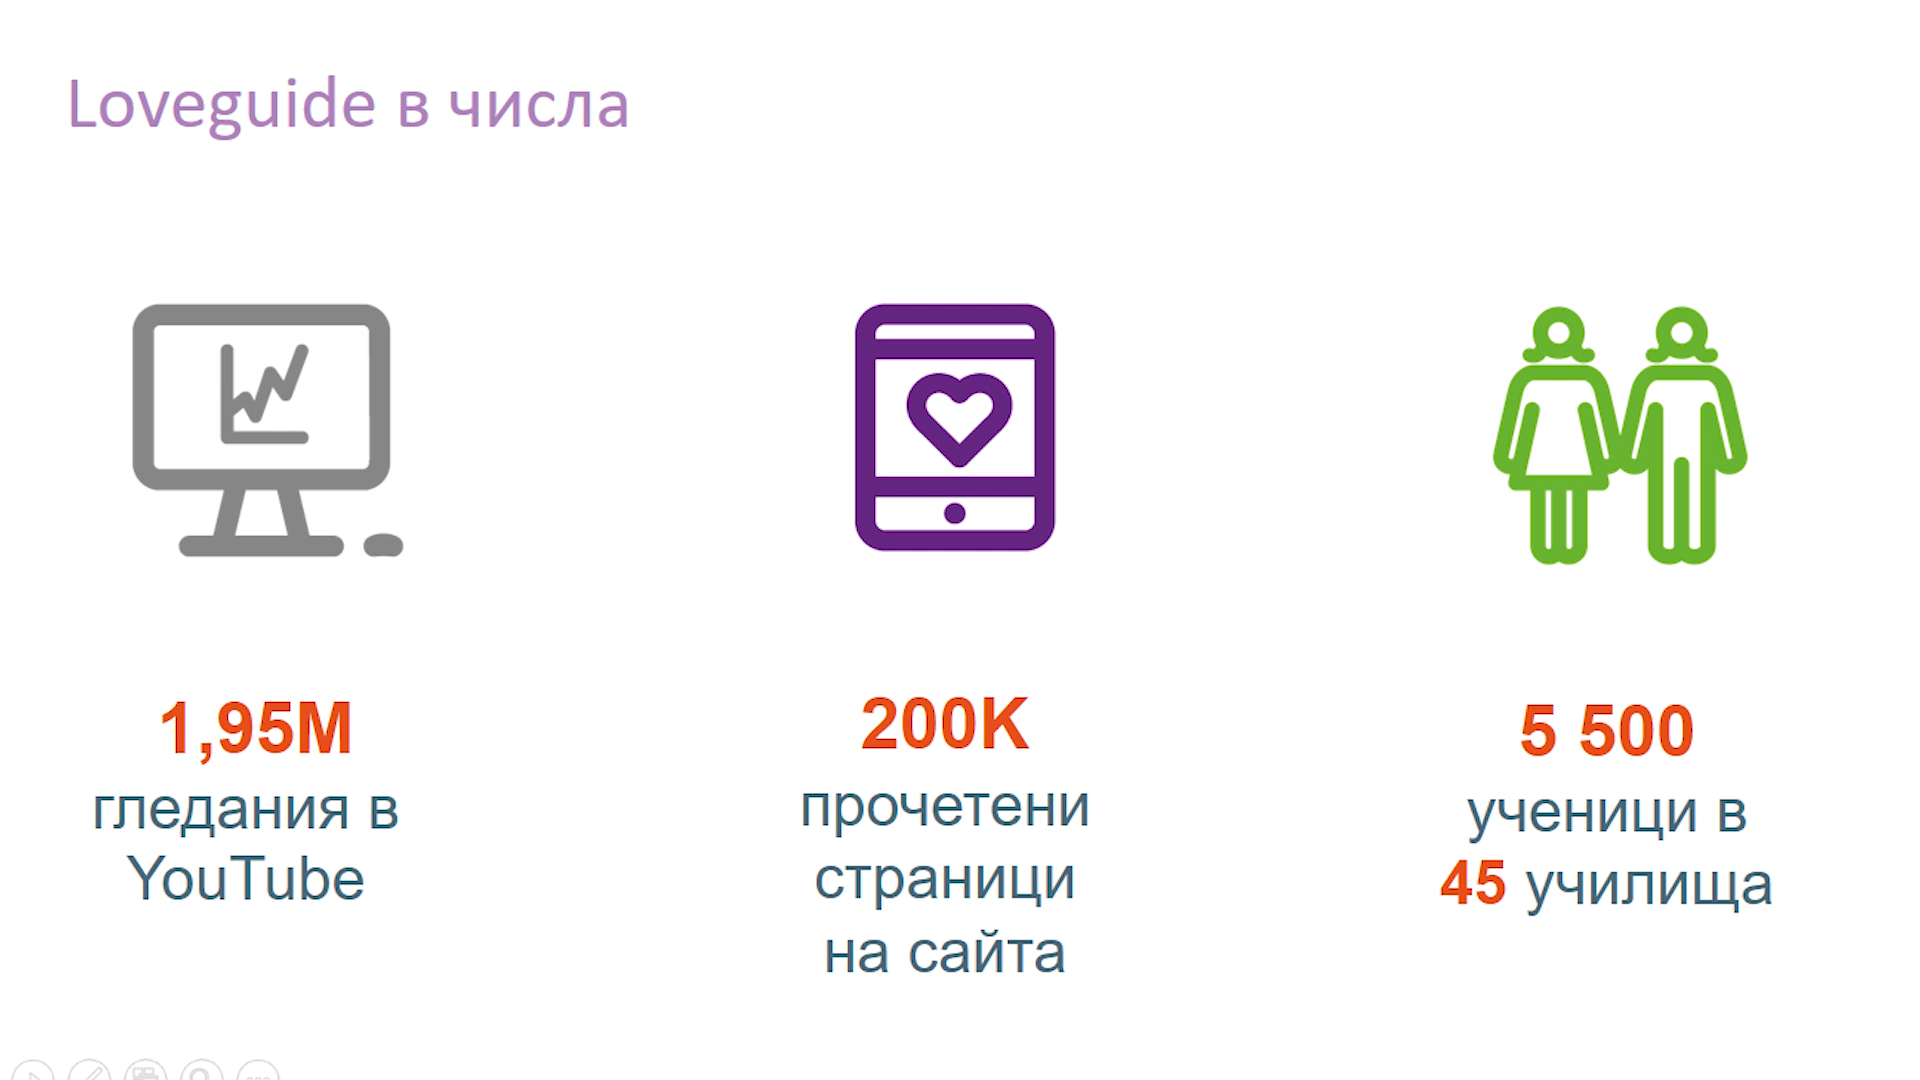 Loveguide в числа
1,95M
гледания в
YouTube
200K
прочетени
страници
на сайта
5 500
ученици в
45 училища